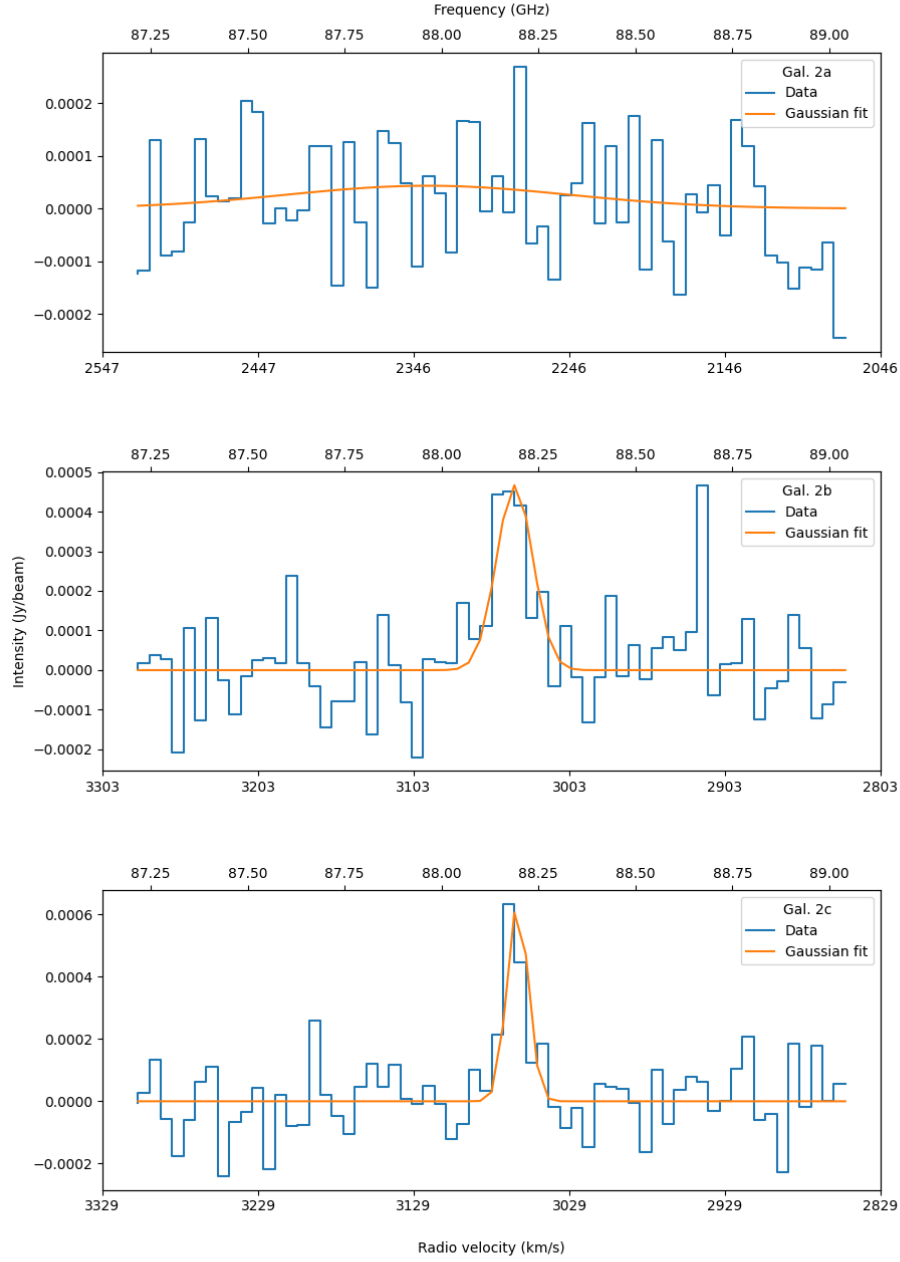 Frequency (GHz)
87.25 87.50 87.75 88.00 88.25 88.50 88.75 89.00
Gal. 2a
Data
Gaussian fit
0.0002
0.0001
0.0000
−0.0001
−0.0002
2547 2447 2346 2246 2146 2046
87.25 87.50 87.75 88.00 88.25 88.50 88.75 89.00
Gal. 2b
Data
Gaussian fit
0.0005
0.0004
0.0003
0.0002
0.0001
0.0000
−0.0001
−0.0002
Intensity (Jy/beam)
3303 3203 3103 3003 2903 2803
87.25 87.50 87.75 88.00 88.25 88.50 88.75 89.00
Gal. 2c
Data
Gaussian fit
0.0006
0.0004
0.0002
0.0000
−0.0002
3329 3229 3129 3029 2929 2829
Radio velocity (km/s)